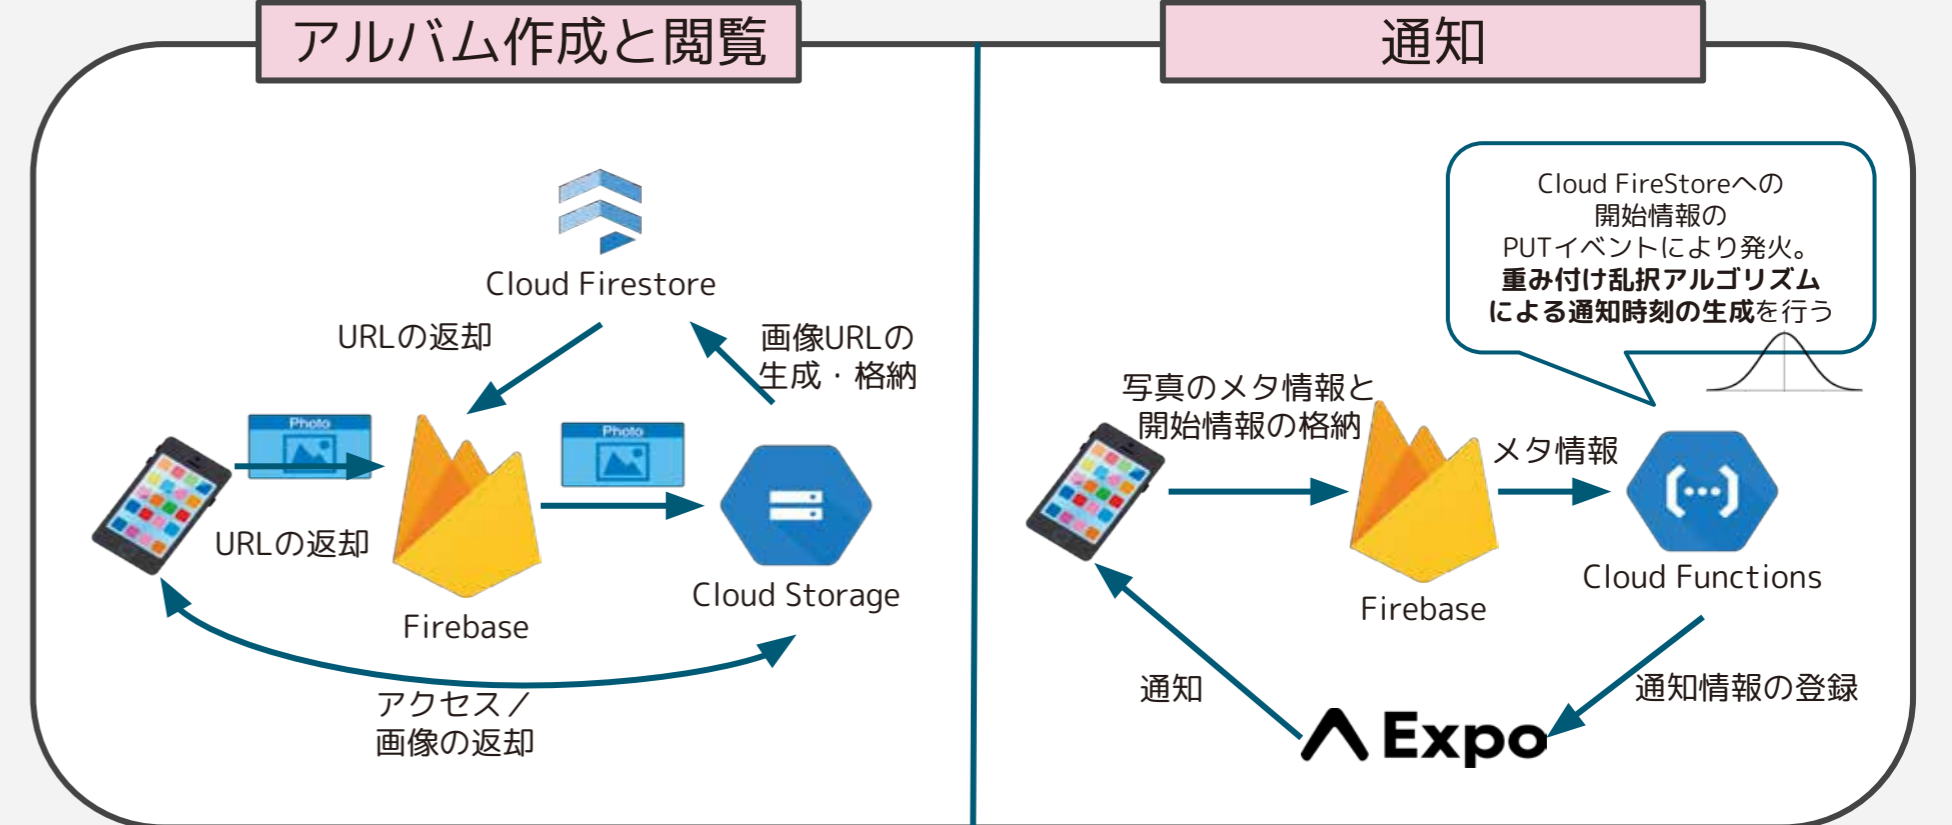 アルバム作成と閲覧
Cloud Firestore
URLの返却
画像URLの
生成・格納
Photo
Photo
URLの返却
Firebase
Cloud Storage
アクセス／
画像の返却
通知
Cloud FireStoreへの
開始情報の
PUTイベントにより発火。
重み付け乱択アルゴリズム
による通知時刻の生成を行う
写真のメタ情報と
開始情報の格納
メタ情報
Firebase
Cloud Functions
通知
通知情報の登録
Expo